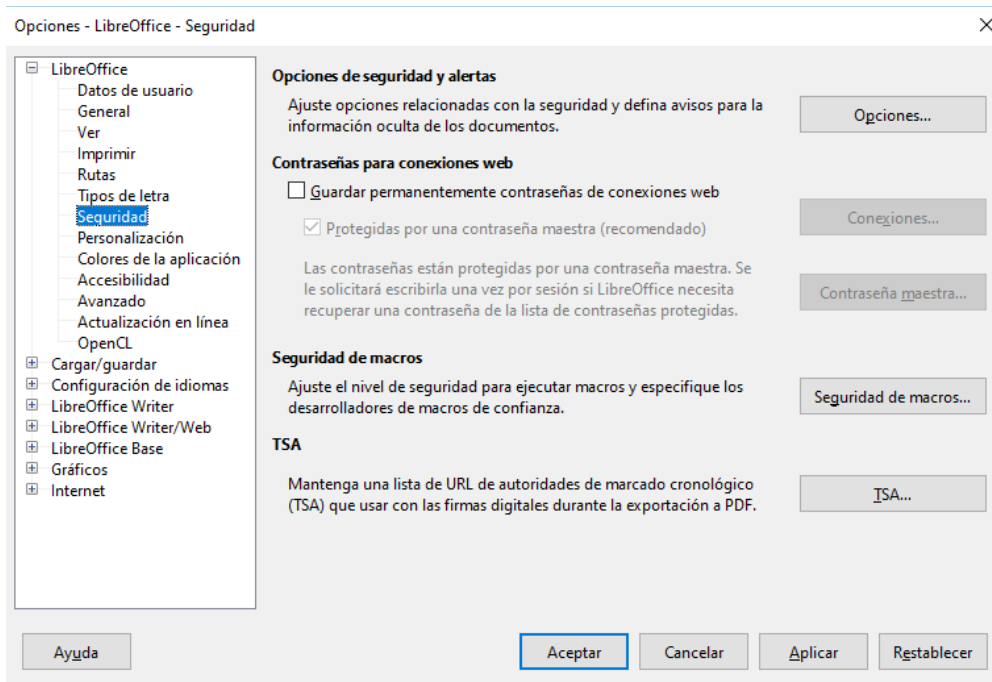 Opciones - LibreOffice - Seguridad
LibreOffice
Datos de usuario
General
Ver
Imprimir
Rutas
Tipos de letra
Seguridad
Personalización
Colores de la aplicación
Accesibilidad
Avanzado
Actualización en línea
OpenCL
Cargar/guardar
Configuración de idiomas
LibreOffice Writer
LibreOffice Writer/Web
LibreOffice Base
Gráficos
Internet
Opciones de seguridad y alertas
Ajuste opciones relacionadas con la seguridad y defina avisos para la
información oculta de los documentos.
Opciones...
Contraseñas para conexiones web
Guardar permanentemente contraseñas de conexiones web
Protegidas por una contraseña maestra (recomendado)
Conexiones...
Las contraseñas están protegidas por una contraseña maestra. Se
le solicitará escribirla una vez por sesión si LibreOffice necesita
recuperar una contraseña de la lista de contraseñas protegidas.
Contraseña maestra...
Seguridad de macros
Ajuste el nivel de seguridad para ejecutar macros y especifique los
desarrolladores de macros de confianza.
Seguridad de macros...
TSA
Mantenga una lista de URL de autoridades de marcado cronológico
(TSA) que usar con las firmas digitales durante la exportación a PDF.
TSA...
Ayuda
Aceptar
Cancelar
Aplicar
Restablecer